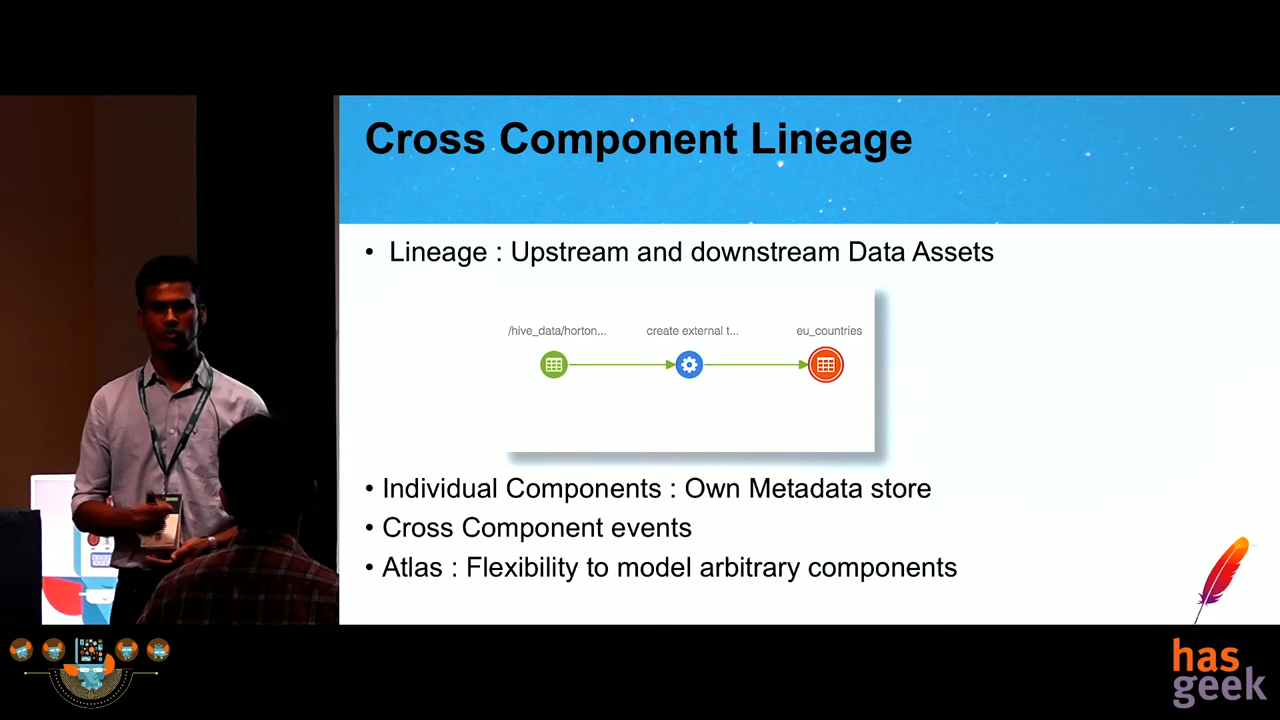 Cross Component Lineage
• Lineage : Upstream and downstream Data Assets
/hive_data/horton... create external t... eu_countries
• Individual Components : Own Metadata store
• Cross Component events
• Atlas : Flexibility to model arbitrary components
has
geek